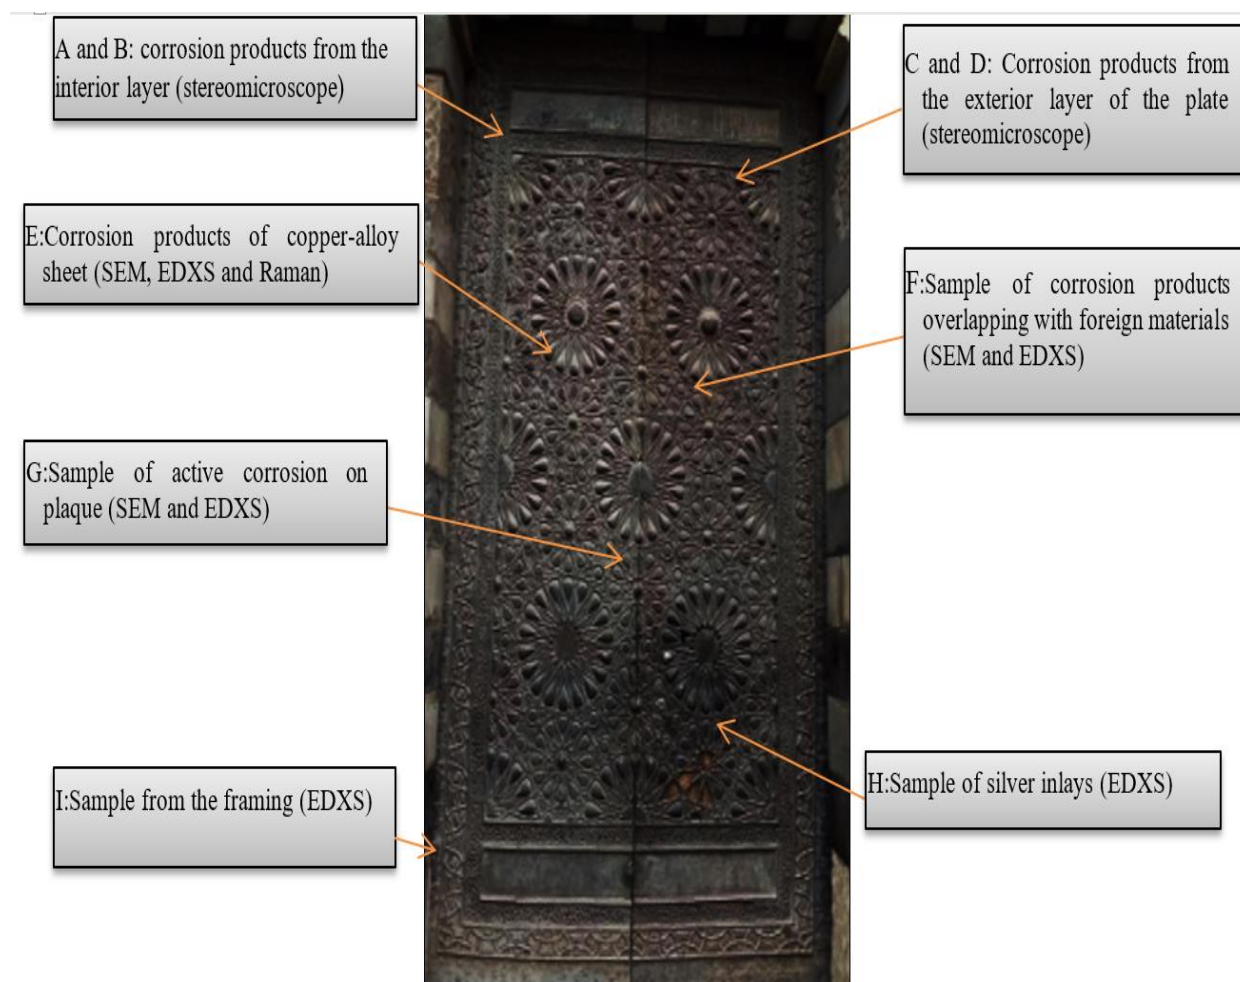 A and B: corrosion products from the
interior layer (stereomicroscope)
C and D: Corrosion products from
the exterior layer of the plate
(stereomicroscope)
E:Corrosion products of copper-alloy
sheet (SEM, EDXS and Raman)
F:Sample of corrosion products
overlapping with foreign materials
(SEM and EDXS)
G:Sample of active corrosion on
plaque (SEM and EDXS)
H:Sample of silver inlays (EDXS)
I:Sample from the framing (EDXS)